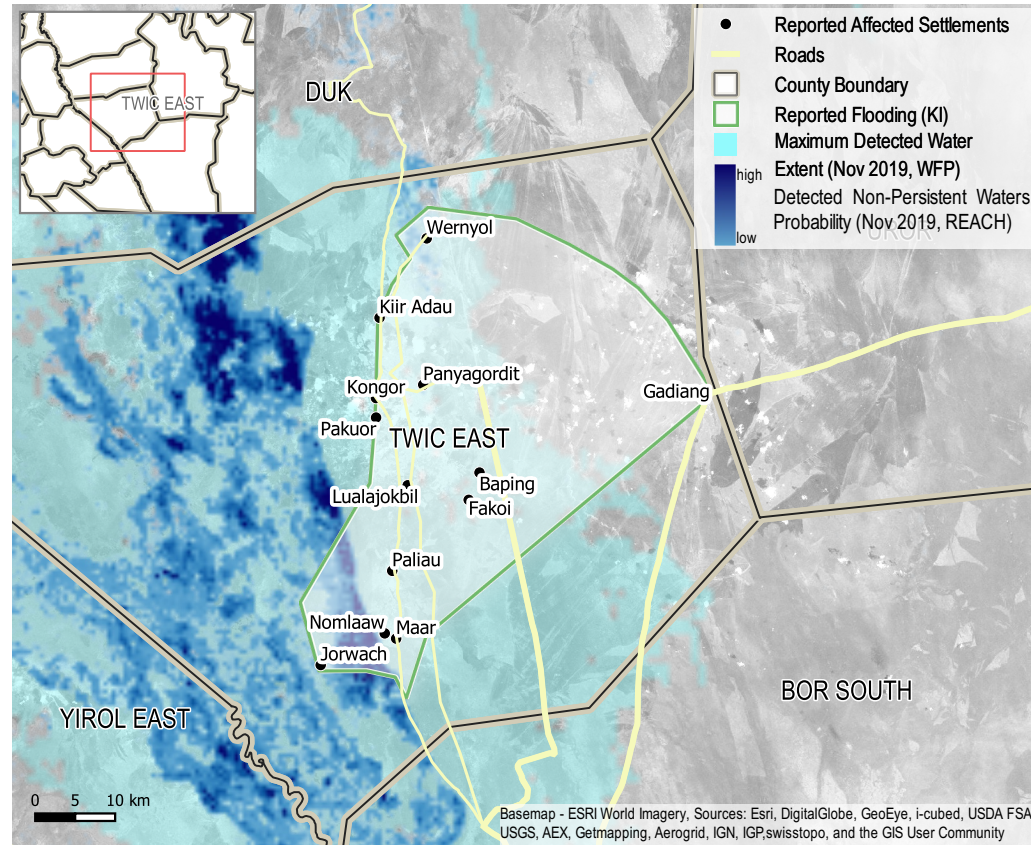 TWIC EAST
DUK
Reported Affected Settlements
Roads
County Boundary
Reported Flooding (KI)
Maximum Detected Water
Extent (Nov 2019, WFP)
high
Detected Non-Persistent Waters
Probability (Nov 2019, REACH)
low
UROR
Wernyol
Kiir Adau
Panyagordit
Kongor
Gadiang
Pakuor
TWIC EAST
Baping
Lualajokbil
Fakoi
Paliau
Nomlaaw
Maar
Jorwach
BOR SOUTH
YIROL EAST
0 5 10 km
Basemap - ESRI World Imagery, Sources: Esri, DigitalGlobe, GeoEye, i-cubed, USDA FSA,
USGS, AEX, Getmapping, Aerogrid, IGN, IGP,swisstopo, and the GIS User Community